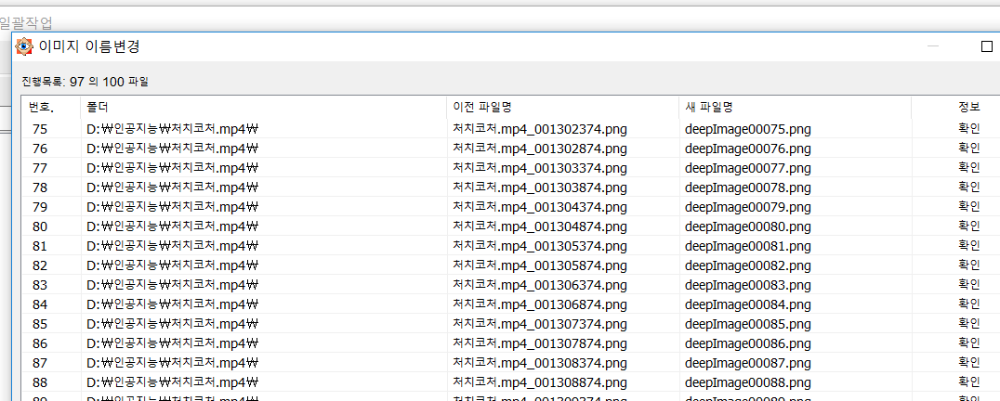 일괄작업
이미지 이름변경
진행목록: 97 의 100 파일
번호. 폴더 이전 파일명 새 파일명 정보
75 D:₩인공지능₩처치코처.mp4₩ 처치코처.mp4_001302374.png deepImage00075.png 확인
76 D:₩인공지능₩처치코처.mp4₩ 처치코처.mp4_001302874.png deepImage00076.png 확인
77 D:₩인공지능₩처치코처.mp4₩ 처치코처.mp4_001303374.png deepImage00077.png 확인
78 D:₩인공지능₩처치코처.mp4₩ 처치코처.mp4_001303874.png deepImage00078.png 확인
79 D:₩인공지능₩처치코처.mp4₩ 처치코처.mp4_001304374.png deepImage00079.png 확인
80 D:₩인공지능₩처치코처.mp4₩ 처치코처.mp4_001304874.png deepImage00080.png 확인
81 D:₩인공지능₩처치코처.mp4₩ 처치코처.mp4_001305374.png deepImage00081.png 확인
82 D:₩인공지능₩처치코처.mp4₩ 처치코처.mp4_001305874.png deepImage00082.png 확인
83 D:₩인공지능₩처치코처.mp4₩ 처치코처.mp4_001306374.png deepImage00083.png 확인
84 D:₩인공지능₩처치코처.mp4₩ 처치코처.mp4_001306874.png deepImage00084.png 확인
85 D:₩인공지능₩처치코처.mp4₩ 처치코처.mp4_001307374.png deepImage00085.png 확인
86 D:₩인공지능₩처치코처.mp4₩ 처치코처.mp4_001307874.png deepImage00086.png 확인
87 D:₩인공지능₩처치코처.mp4₩ 처치코처.mp4_001308374.png deepImage00087.png 확인
88 D:₩인공지능₩처치코처.mp4₩ 처치코처.mp4_001308874.png deepImage00088.png 확인